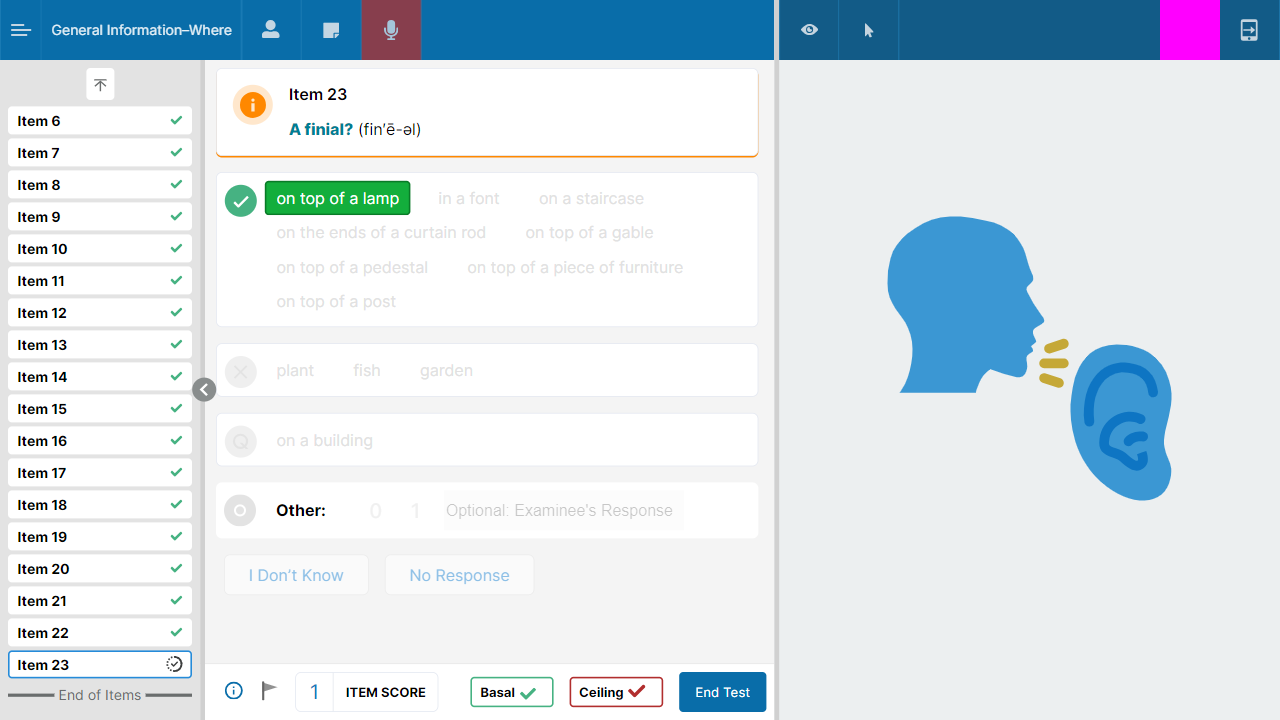 General Information–Where
Item 6
Item 7
Item 8
Item 9
Item 10
Item 11
Item 12
Item 13
Item 14
Item 15
Item 16
Item 17
Item 18
Item 19
Item 20
Item 21
Item 22
Item 23
End of Items
Item 23
A finial? (fin′ē-əl)
on top of a lamp in a font on a staircase
on the ends of a curtain rod on top of a gable
on top of a pedestal on top of a piece of furniture
on top of a post
plant fish garden
Q on a building
O Other: 0 1 Optional: Examinee's Response
I Don't Know No Response
1 ITEM SCORE Basal Ceiling End Test